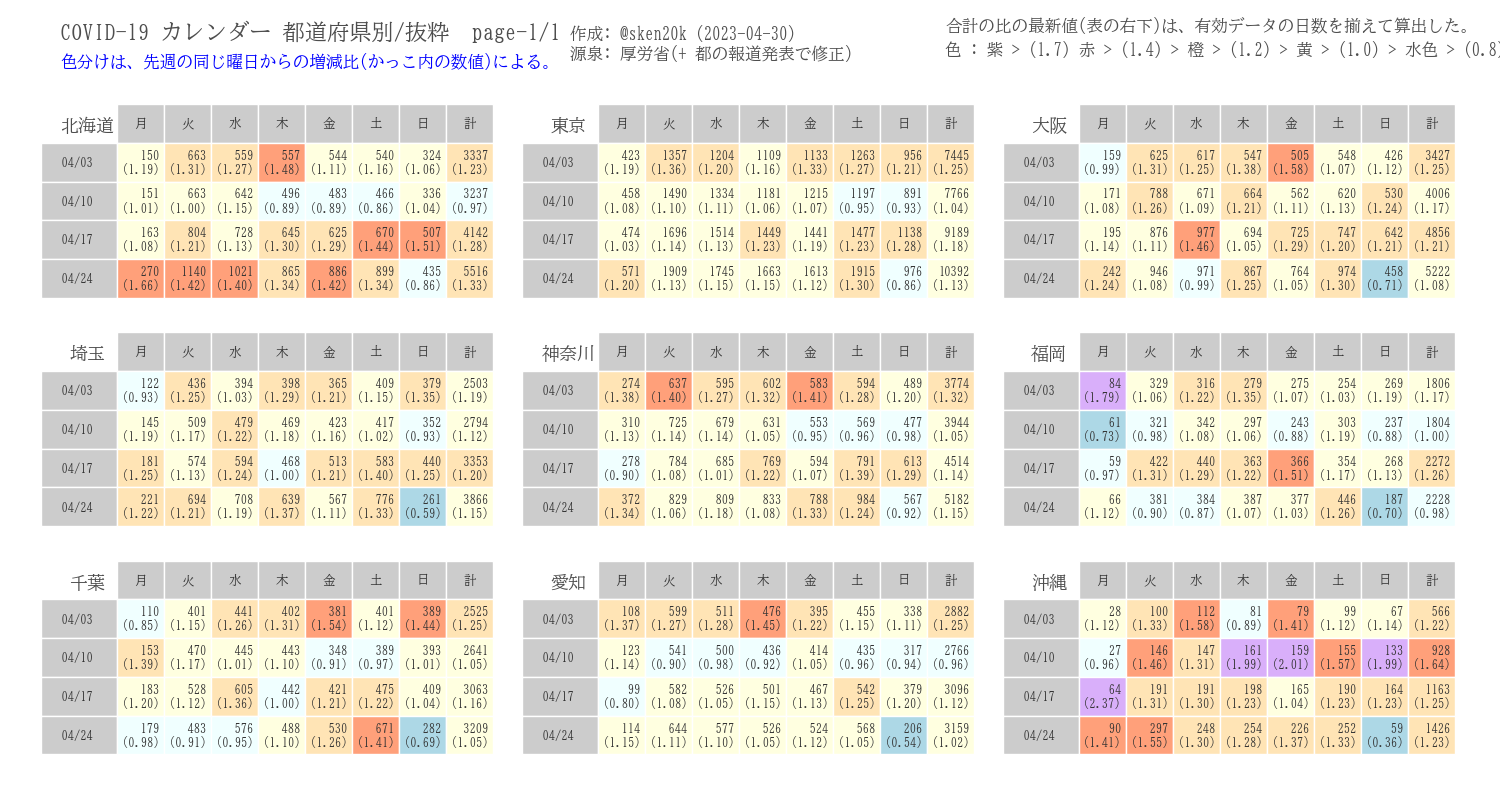 COVID-19 カレンダー 都道府県別/抜粋 page-1/1
色分けは、先週の同じ曜日からの増減比(かっこ内の数値)による。
作成: @sken20k (2023-04-30)
源泉: 厚労省(+ 都の報道発表で修正)
合計の比の最新値(表の右下)は、有効データの日数を揃えて算出した。
色 : 紫 > (1.7) 赤 > (1.4) 橙 > (1.2) 黄 > (1.0) > 水色 > (0.8)
北海道 月 火 水 木 金 土 日 計
04/03 150 663 559 557 544 540 324 3337
(1.19) (1.31) (1.27) (1.48) (1.11) (1.16) (1.06) (1.23)
04/10 151 663 642 496 483 466 336 3237
(1.01) (1.00) (1.15) (0.89) (0.89) (0.86) (1.04) (0.97)
04/17 163 804 728 645 625 670 507 4142
(1.08) (1.21) (1.13) (1.30) (1.29) (1.44) (1.51) (1.28)
04/24 270 1140 1021 865 886 899 435 5516
(1.66) (1.42) (1.40) (1.34) (1.42) (1.34) (0.86) (1.33)
東京 月 火 水 木 金 土 日 計
04/03 423 1357 1204 1109 1133 1263 956 7445
(1.19) (1.36) (1.20) (1.16) (1.33) (1.27) (1.21) (1.25)
04/10 458 1490 1334 1181 1215 1197 891 7766
(1.08) (1.10) (1.11) (1.06) (1.07) (0.95) (0.93) (1.04)
04/17 474 1696 1514 1449 1441 1477 1138 9189
(1.03) (1.14) (1.13) (1.23) (1.19) (1.23) (1.28) (1.18)
04/24 571 1909 1745 1663 1613 1915 976 10392
(1.20) (1.13) (1.15) (1.15) (1.12) (1.30) (0.86) (1.13)
大阪 月 火 水 木 金 土 日 計
04/03 159 625 617 547 505 548 426 3427
(0.99) (1.31) (1.25) (1.38) (1.58) (1.07) (1.12) (1.25)
04/10 171 788 671 664 562 620 530 4006
(1.08) (1.26) (1.09) (1.21) (1.11) (1.13) (1.24) (1.17)
04/17 195 876 977 694 725 747 642 4856
(1.14) (1.11) (1.46) (1.05) (1.29) (1.20) (1.21) (1.21)
04/24 242 946 971 867 764 974 458 5222
(1.24) (1.08) (0.99) (1.25) (1.05) (1.30) (0.71) (1.08)
埼玉 月 火 水 木 金 土 日 計
04/03 122 436 394 398 365 409 379 2503
(0.93) (1.25) (1.03) (1.29) (1.21) (1.15) (1.35) (1.19)
04/10 145 509 479 469 423 417 352 2794
(1.19) (1.17) (1.22) (1.18) (1.16) (1.02) (0.93) (1.12)
04/17 181 574 594 468 513 583 440 3353
(1.25) (1.13) (1.24) (1.00) (1.21) (1.40) (1.25) (1.20)
04/24 221 694 708 639 567 776 261 3866
(1.22) (1.21) (1.19) (1.37) (1.11) (1.33) (0.59) (1.15)
神奈川 月 火 水 木 金 土 日 計
04/03 274 637 595 602 583 594 489 3774
(1.38) (1.40) (1.27) (1.32) (1.41) (1.28) (1.20) (1.32)
04/10 310 725 679 631 553 569 477 3944
(1.13) (1.14) (1.14) (1.05) (0.95) (0.96) (0.98) (1.05)
04/17 278 784 685 769 594 791 613 4514
(0.90) (1.08) (1.01) (1.22) (1.07) (1.39) (1.29) (1.14)
04/24 372 829 809 833 788 984 567 5182
(1.34) (1.06) (1.18) (1.08) (1.33) (1.24) (0.92) (1.15)
福岡 月 火 水 木 金 土 日 計
04/03 84 329 316 279 275 254 269 1806
(1.79) (1.06) (1.22) (1.35) (1.07) (1.03) (1.19) (1.17)
04/10 61 321 342 297 243 303 237 1804
(0.73) (0.98) (1.08) (1.06) (0.88) (1.19) (0.88) (1.00)
04/17 59 422 440 363 366 354 268 2272
(0.97) (1.31) (1.29) (1.22) (1.51) (1.17) (1.13) (1.26)
04/24 66 381 384 387 377 446 187 2228
(1.12) (0.90) (0.87) (1.07) (1.03) (1.26) (0.70) (0.98)
千葉 月 火 水 木 金 土 日 計
04/03 110 401 441 402 381 401 389 2525
(0.85) (1.15) (1.26) (1.31) (1.54) (1.12) (1.44) (1.25)
04/10 153 470 445 443 348 389 393 2641
(1.39) (1.17) (1.01) (1.10) (0.91) (0.97) (1.01) (1.05)
04/17 183 528 605 442 421 475 409 3063
(1.20) (1.12) (1.36) (1.00) (1.21) (1.22) (1.04) (1.16)
04/24 179 483 576 488 530 671 282 3209
(0.98) (0.91) (0.95) (1.10) (1.26) (1.41) (0.69) (1.05)
愛知 月 火 水 木 金 土 日 計
04/03 108 599 511 476 395 455 338 2882
(1.37) (1.27) (1.28) (1.45) (1.22) (1.15) (1.11) (1.25)
04/10 123 541 500 436 414 435 317 2766
(1.14) (0.90) (0.98) (0.92) (1.05) (0.96) (0.94) (0.96)
04/17 99 582 526 501 467 542 379 3096
(0.80) (1.08) (1.05) (1.15) (1.13) (1.25) (1.20) (1.12)
04/24 114 644 577 526 524 568 206 3159
(1.15) (1.11) (1.10) (1.05) (1.12) (1.05) (0.54) (1.02)
沖縄 月 火 水 木 金 土 日 計
04/03 28 100 112 81 79 99 67 566
(1.12) (1.33) (1.58) (0.89) (1.41) (1.12) (1.14) (1.22)
04/10 27 146 147 161 159 155 133 928
(0.96) (1.46) (1.31) (1.99) (2.01) (1.57) (1.99) (1.64)
04/17 64 191 191 198 165 190 164 1163
(2.37) (1.31) (1.30) (1.23) (1.04) (1.23) (1.23) (1.25)
04/24 90 297 248 254 226 252 59 1426
(1.41) (1.55) (1.30) (1.28) (1.37) (1.33) (0.36) (1.23)